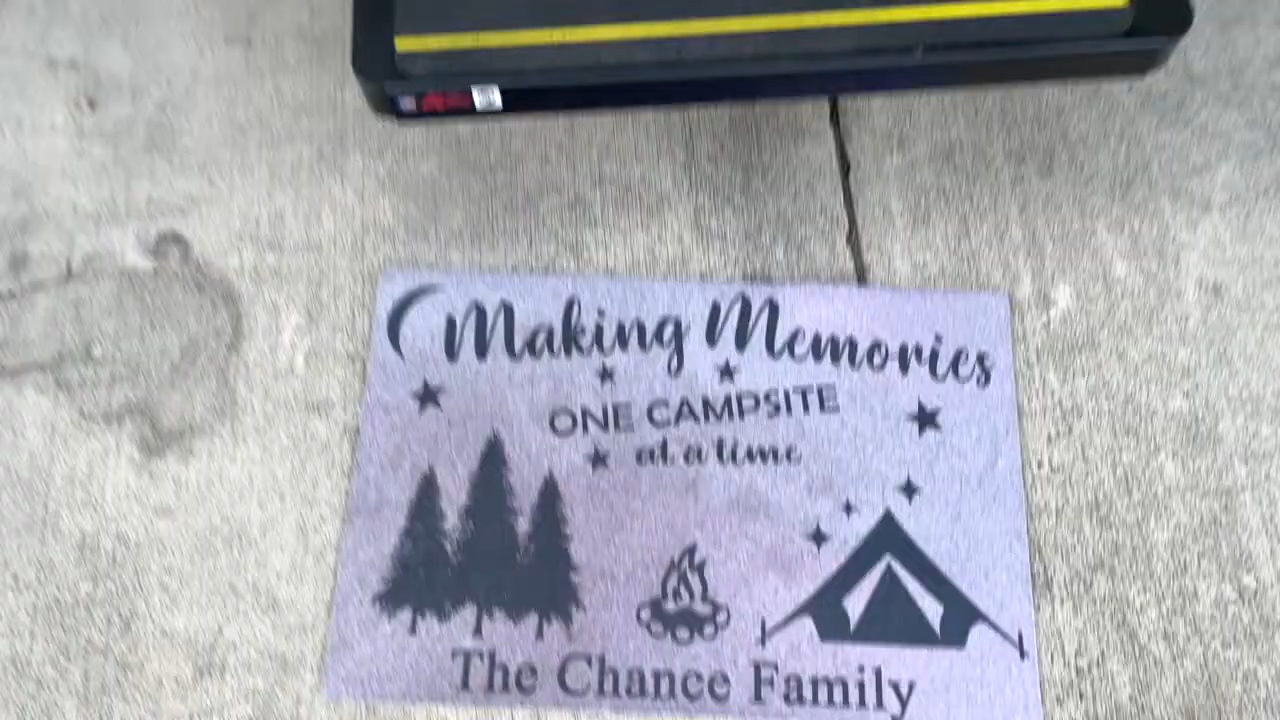 Making Memories
ONE CAMPSITE
at a time
The Chance Family